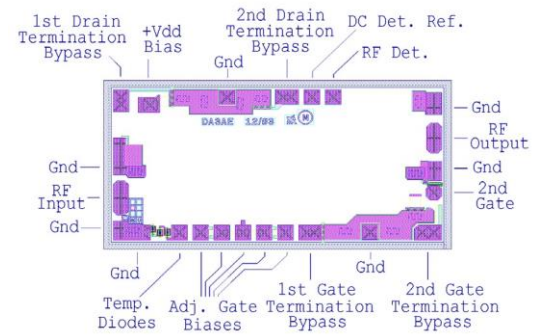 1st Drain
Termination
Bypass
+Vdd
Bias
Gnd
2nd Drain
Termination
Bypass
DC Det. Ref.
RF Det.
DA3AE 12/98 M
Gnd
RF
Output
Gnd
2nd
Gate
Gnd
RF
Input
Gnd
Gnd
Temp.
Diodes
Adj. Gate
Biases
1st Gate
Termination
Bypass
Gnd
2nd Gate
Termination
Bypass